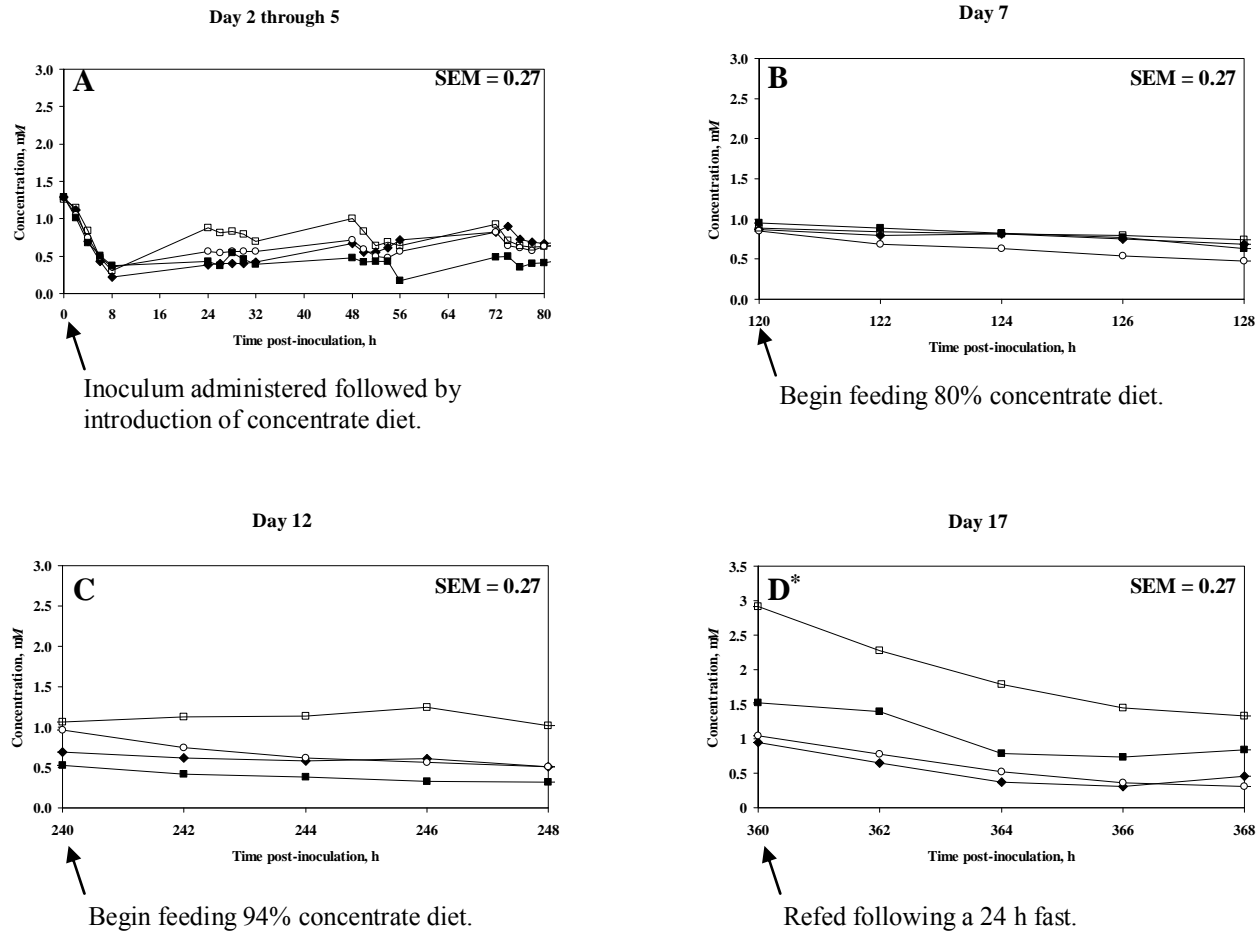 Day 2 through 5
A
SEM = 0.27
3.0
2.5
2.0
1.5
1.0
0.5
0.0
Concentration, mM
0 8 16 24 32 40 48 56 64 72 80
Time post-inoculation, h
Inoculum administered followed by
introduction of concentrate diet.
Day 7
B
SEM = 0.27
3.0
2.5
2.0
1.5
1.0
0.5
0.0
Concentration, mM
120 122 124 126 128
Time post-inoculation, h
Begin feeding 80% concentrate diet.
Day 12
C
SEM = 0.27
3.0
2.5
2.0
1.5
1.0
0.5
0.0
Concentration, mM
240 242 244 246 248
Time post-inoculation, h
Begin feeding 94% concentrate diet.
Day 17
D*
SEM = 0.27
3.5
3
2.5
2
1.5
1
0.5
0
Concentration, mM
360 362 364 366 368
Time post-inoculation, h
Refed following a 24 h fast.